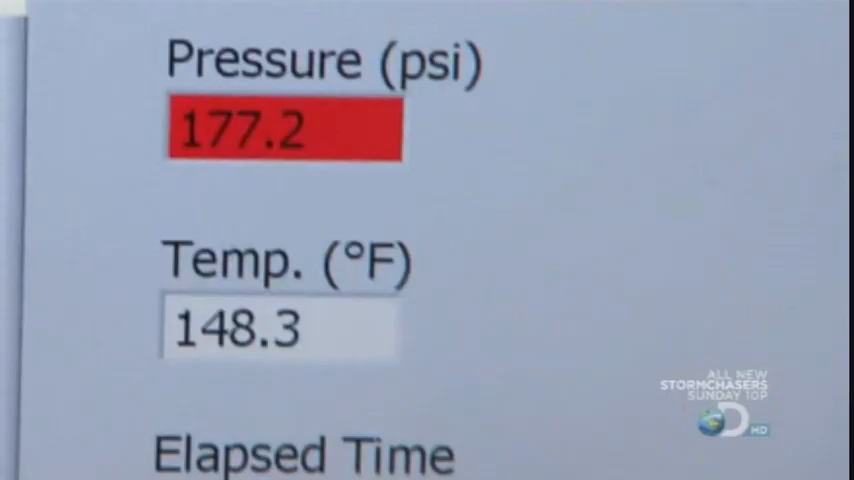 Pressure (psi)
177.2
Temp. (°F)
148.3
Elapsed Time
ALL NEW
STORMCHASERS
SUNDAY 10P
D HD